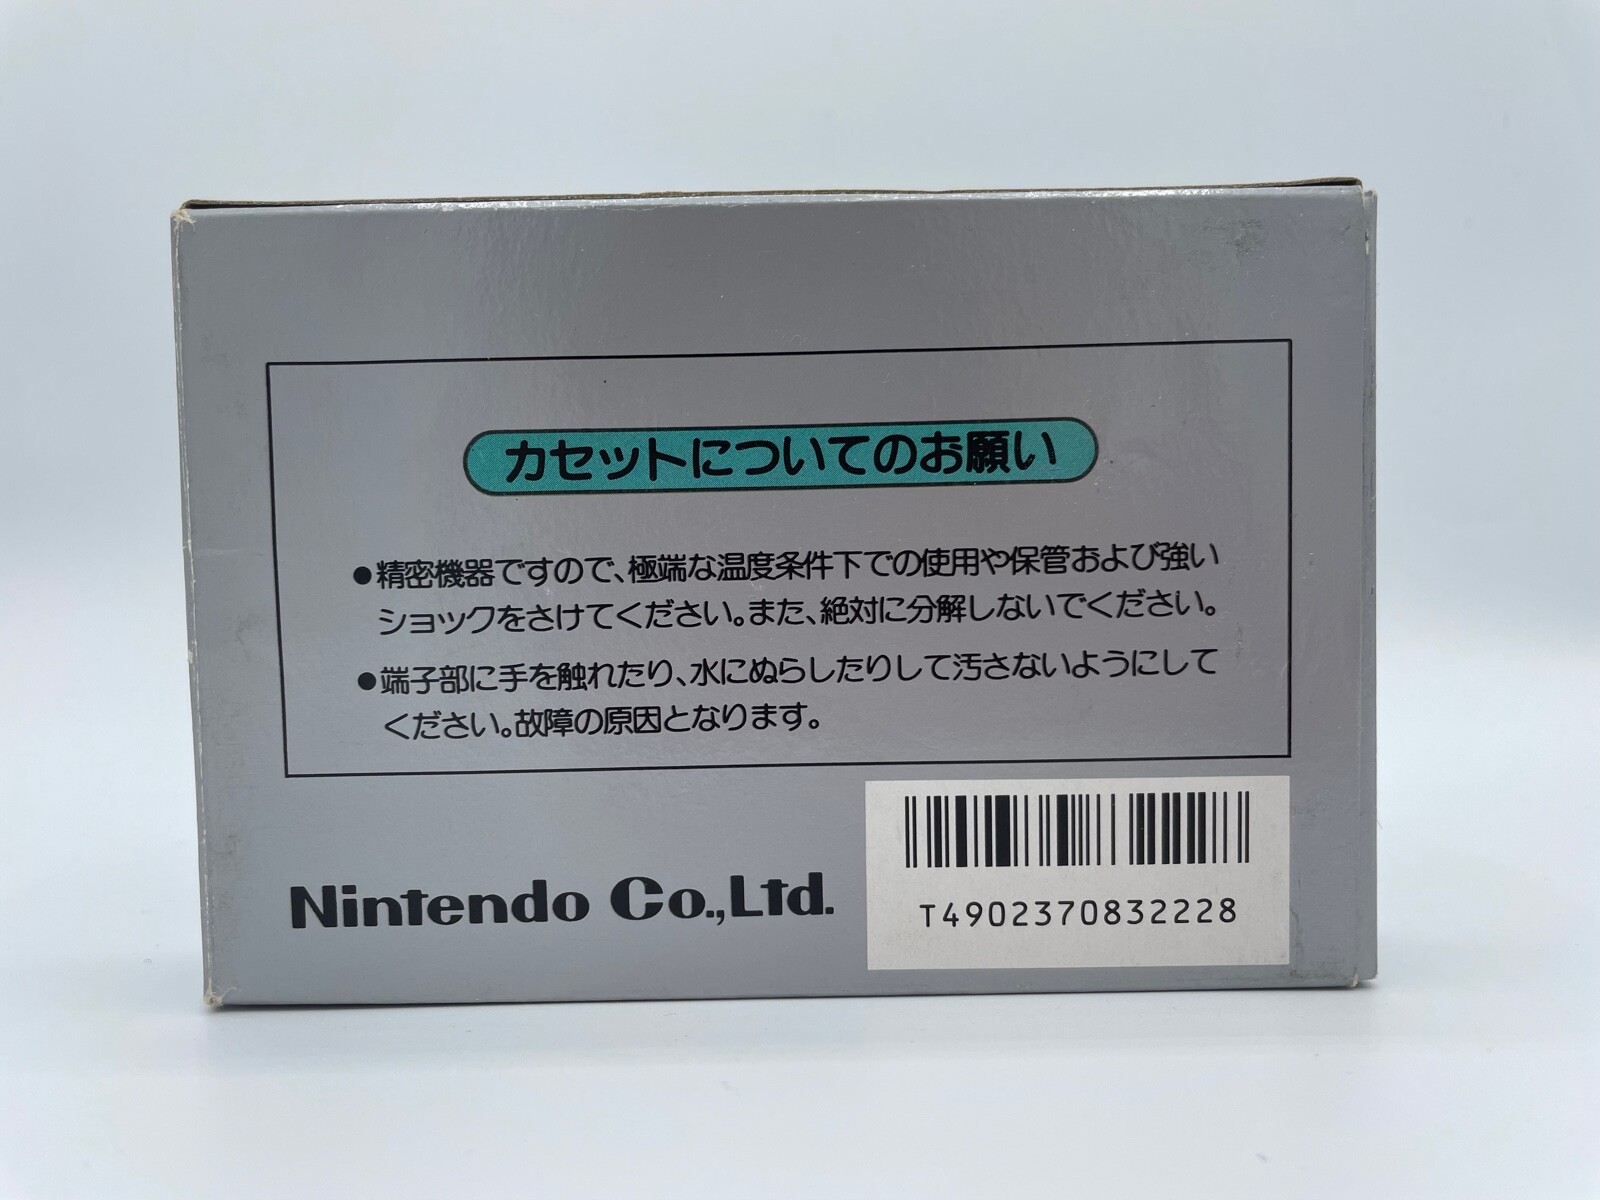 カセットについてのお願い
●精密機器ですので、極端な温度条件下での使用や保管および強い
ショックをさけてください。また、絶対に分解しないでください。
●端子部に手を触れたり、水にぬらしたりして汚さないようにして
ください。故障の原因となります。
Nintendo Co.,Ltd.
T4902370832228